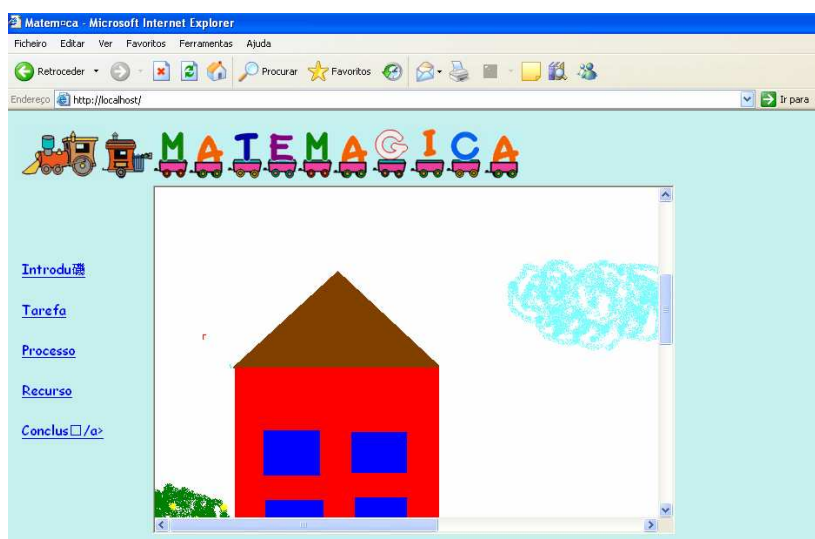 Matem¤ca - Microsoft Internet Explorer
Ficheiro Editar Ver Favoritos Ferramentas Ajuda
Retroceder Procurar Favoritos
Endereço http://localhost/ Ir para
MATEMAGICA
Introdu磯
Tarefa
Processo
Recurso
Conclus□/a>
r